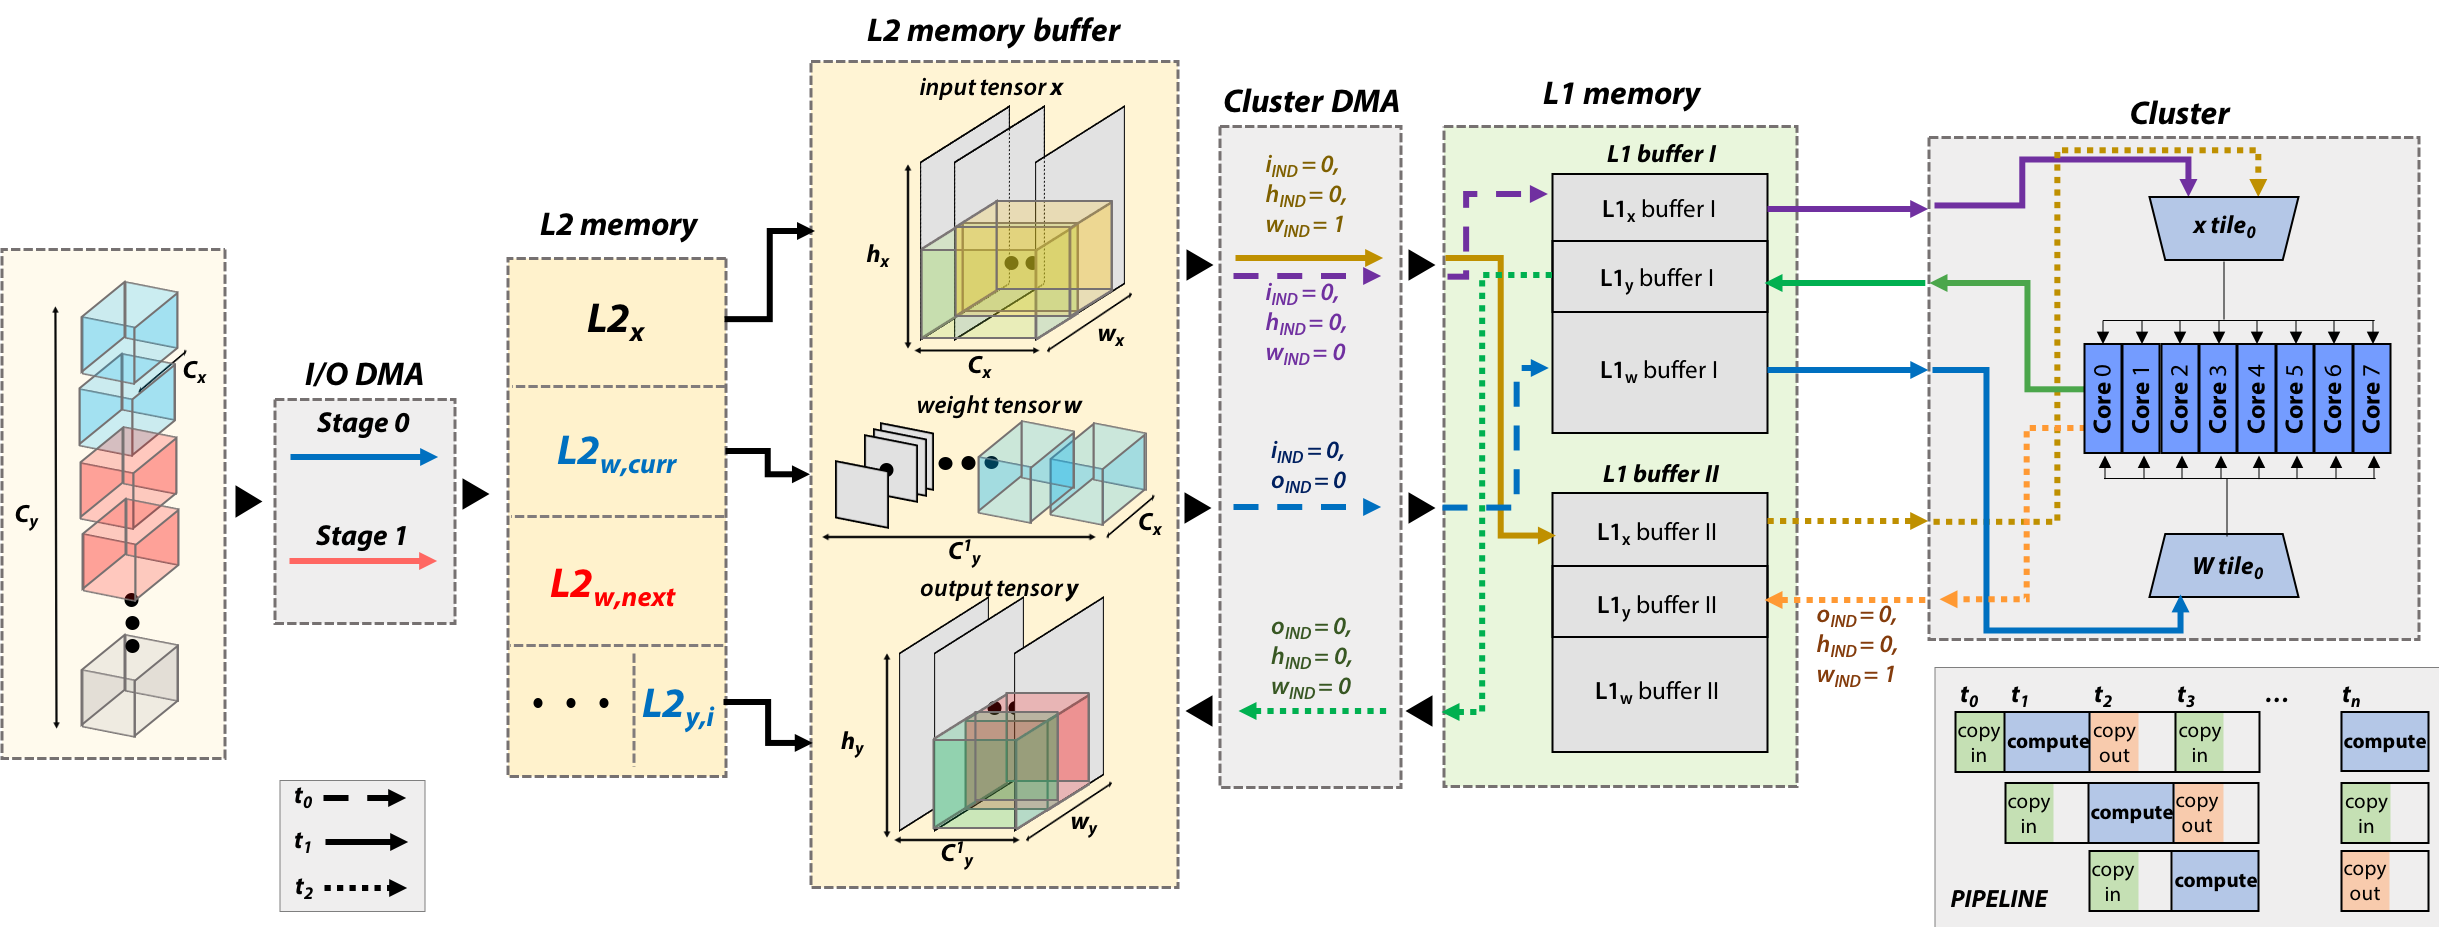 C_y
C_x
I/O DMA
Stage 0
Stage 1
t_0
t_1
t_2
L2 memory
L2_x
L2_{w,curr}
L2_{w,next}
L2_{y,i}
L2 memory buffer
input tensor x
h_x
C_x
w_x
weight tensor w
C^1_y
C_x
output tensor y
h_y
C^1_y
w_y
Cluster DMA
i_{IND} = 0,
h_{IND} = 0,
w_{IND} = 1
i_{IND} = 0,
h_{IND} = 0,
w_{IND} = 0
i_{IND} = 0,
o_{IND} = 0
o_{IND} = 0,
h_{IND} = 0,
w_{IND} = 0
L1 memory
L1 buffer I
L1_x buffer I
L1_y buffer I
L1_w buffer I
L1 buffer II
L1_x buffer II
L1_y buffer II
L1_w buffer II
o_{IND} = 0,
h_{IND} = 0,
w_{IND} = 1
Cluster
x tile_0
Core 0
Core 1
Core 2
Core 3
Core 4
Core 5
Core 6
Core 7
W tile_0
t_0 t_1 t_2 t_3 ... t_n
copy in compute copy out copy in compute
copy in compute copy out copy in
copy in compute copy out
PIPELINE